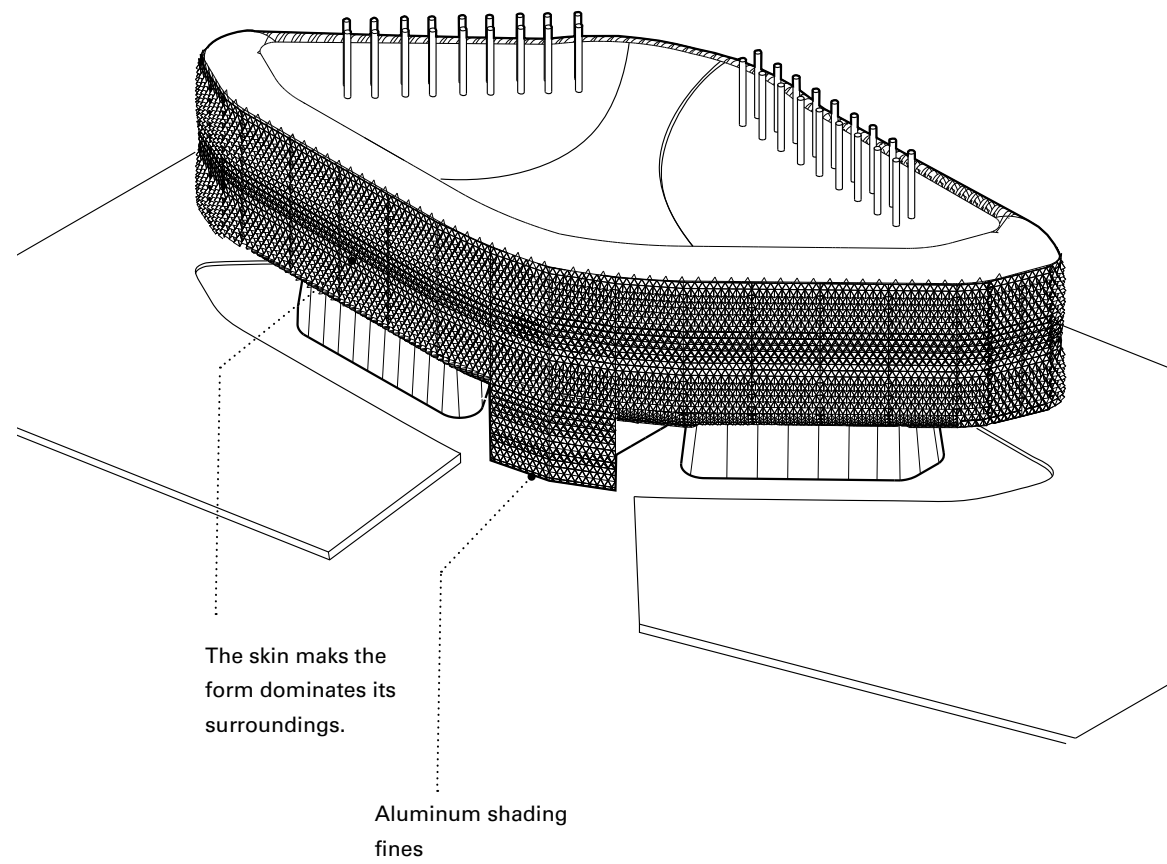 The skin maks the
form dominates its
surroundings.
Aluminum shading
fines